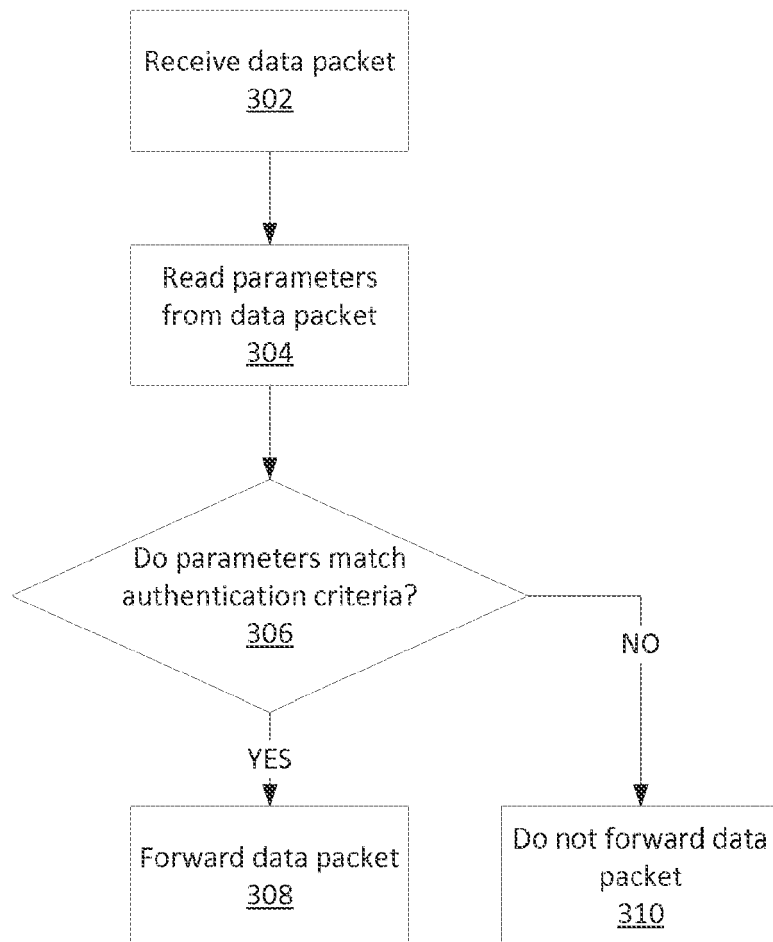 Receive data packet
302
Read parameters
from data packet
304
Do parameters match
authentication criteria?
306
NO
YES
Forward data packet
308
Do not forward data
packet
310